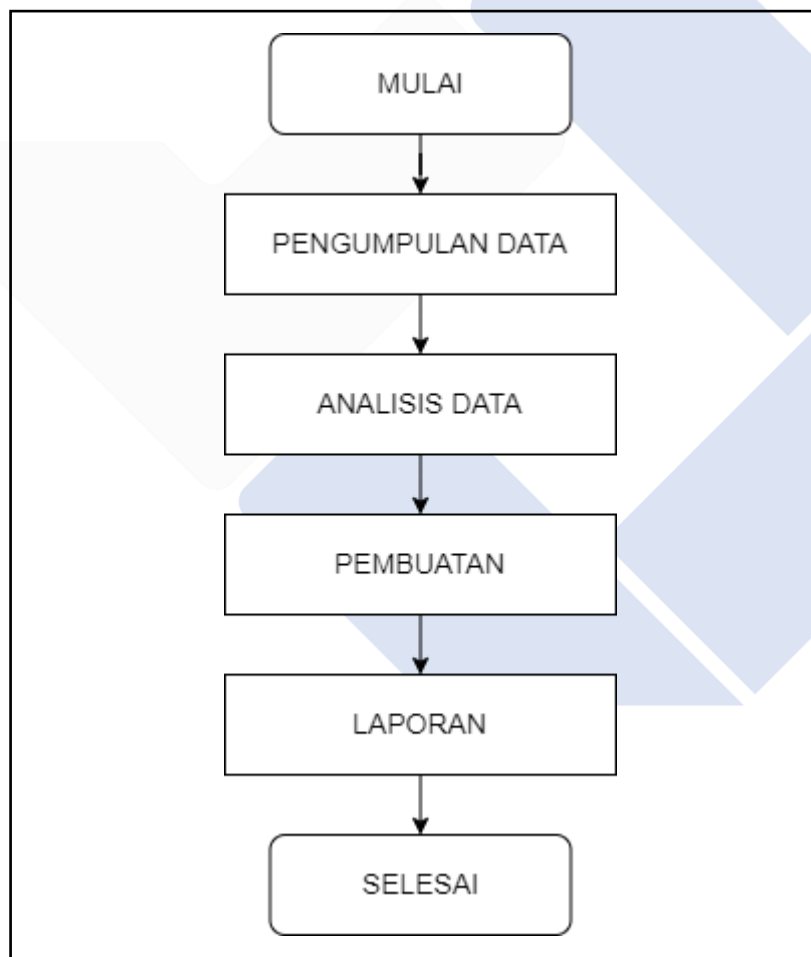 MULAI
PENGUMPULAN DATA
ANALISIS DATA
PEMBUATAN
LAPORAN
SELESAI